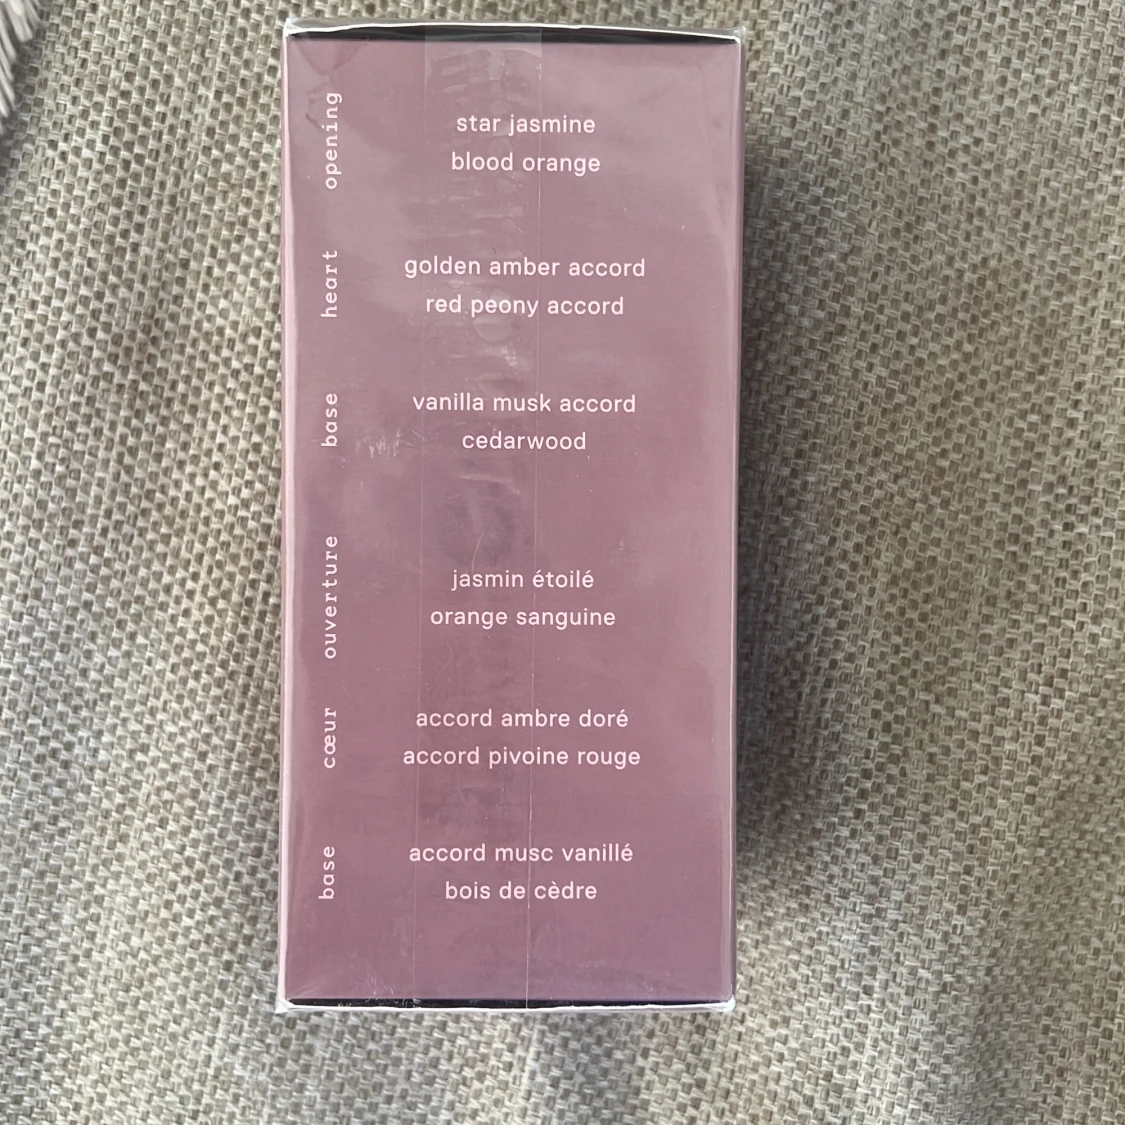 opening
star jasmine
blood orange
heart
golden amber accord
red peony accord
base
vanilla musk accord
cedarwood
ouverture
jasmin étoilé
orange sanguine
cœur
accord ambre doré
accord pivoine rouge
base
accord musc vanillé
bois de cèdre